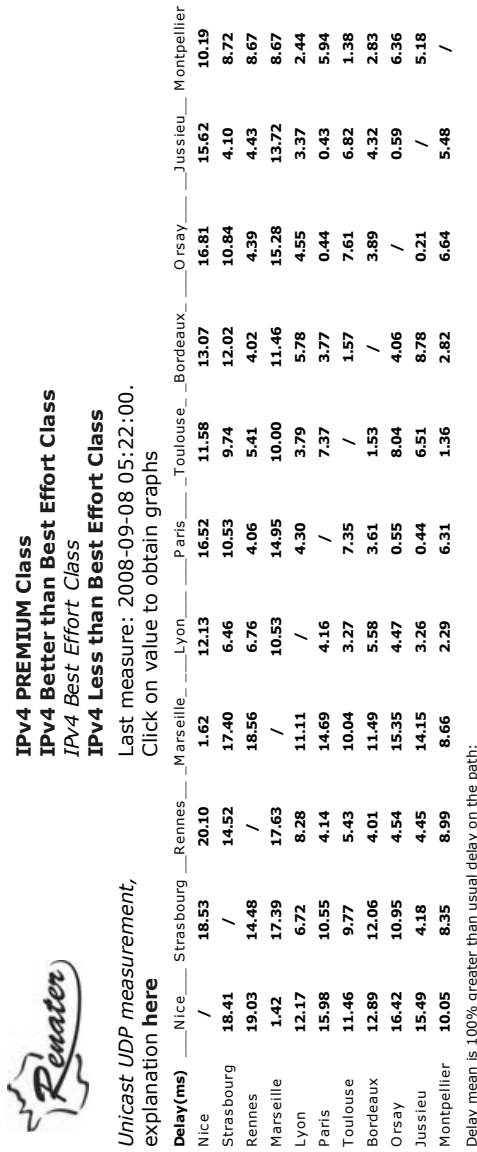 Renater
IPv4 PREMIUM Class
IPv4 Better than Best Effort Class
IPv4 Best Effort Class
IPv4 Less than Best Effort Class
Unicast UDP measurement, explanation here
Last measure: 2008-09-08 05:22:00.
Click on value to obtain graphs
Delay(ms) ___Nice____ Strasbourg __Rennes___ _Marseille_ ___Lyon____ ___Paris____ _Toulouse_ _Bordeaux_ ___Orsay____ ___Jussieu__ Montpellier
Nice / 18.53 20.10 1.62 12.13 16.52 11.58 13.07 16.81 15.62 10.19
Strasbourg 18.41 / 14.52 17.40 6.46 10.53 9.74 12.02 10.84 4.10 8.72
Rennes 19.03 14.48 / 18.56 6.76 4.06 5.41 4.02 4.39 4.43 8.67
Marseille 1.42 17.39 17.63 / 10.53 14.95 10.00 11.46 15.28 13.72 8.67
Lyon 12.17 6.72 8.28 11.11 / 4.30 3.79 5.78 4.55 3.37 2.44
Paris 15.98 10.55 4.14 14.69 4.16 / 7.37 3.77 0.44 0.43 5.94
Toulouse 11.46 9.77 5.43 10.04 3.27 7.35 / 1.57 7.61 6.82 1.38
Bordeaux 12.89 12.06 4.01 11.49 5.58 3.61 1.53 / 3.89 4.32 2.83
Orsay 16.42 10.95 4.54 15.35 4.47 0.55 8.04 4.06 / 0.59 6.36
Jussieu 15.49 4.18 4.45 14.15 3.26 0.44 6.51 8.78 0.21 / 5.18
Montpellier 10.05 8.35 8.99 8.66 2.29 6.31 1.36 2.82 6.64 5.48 /
Delay mean is 100% greater than usual delay on the path: